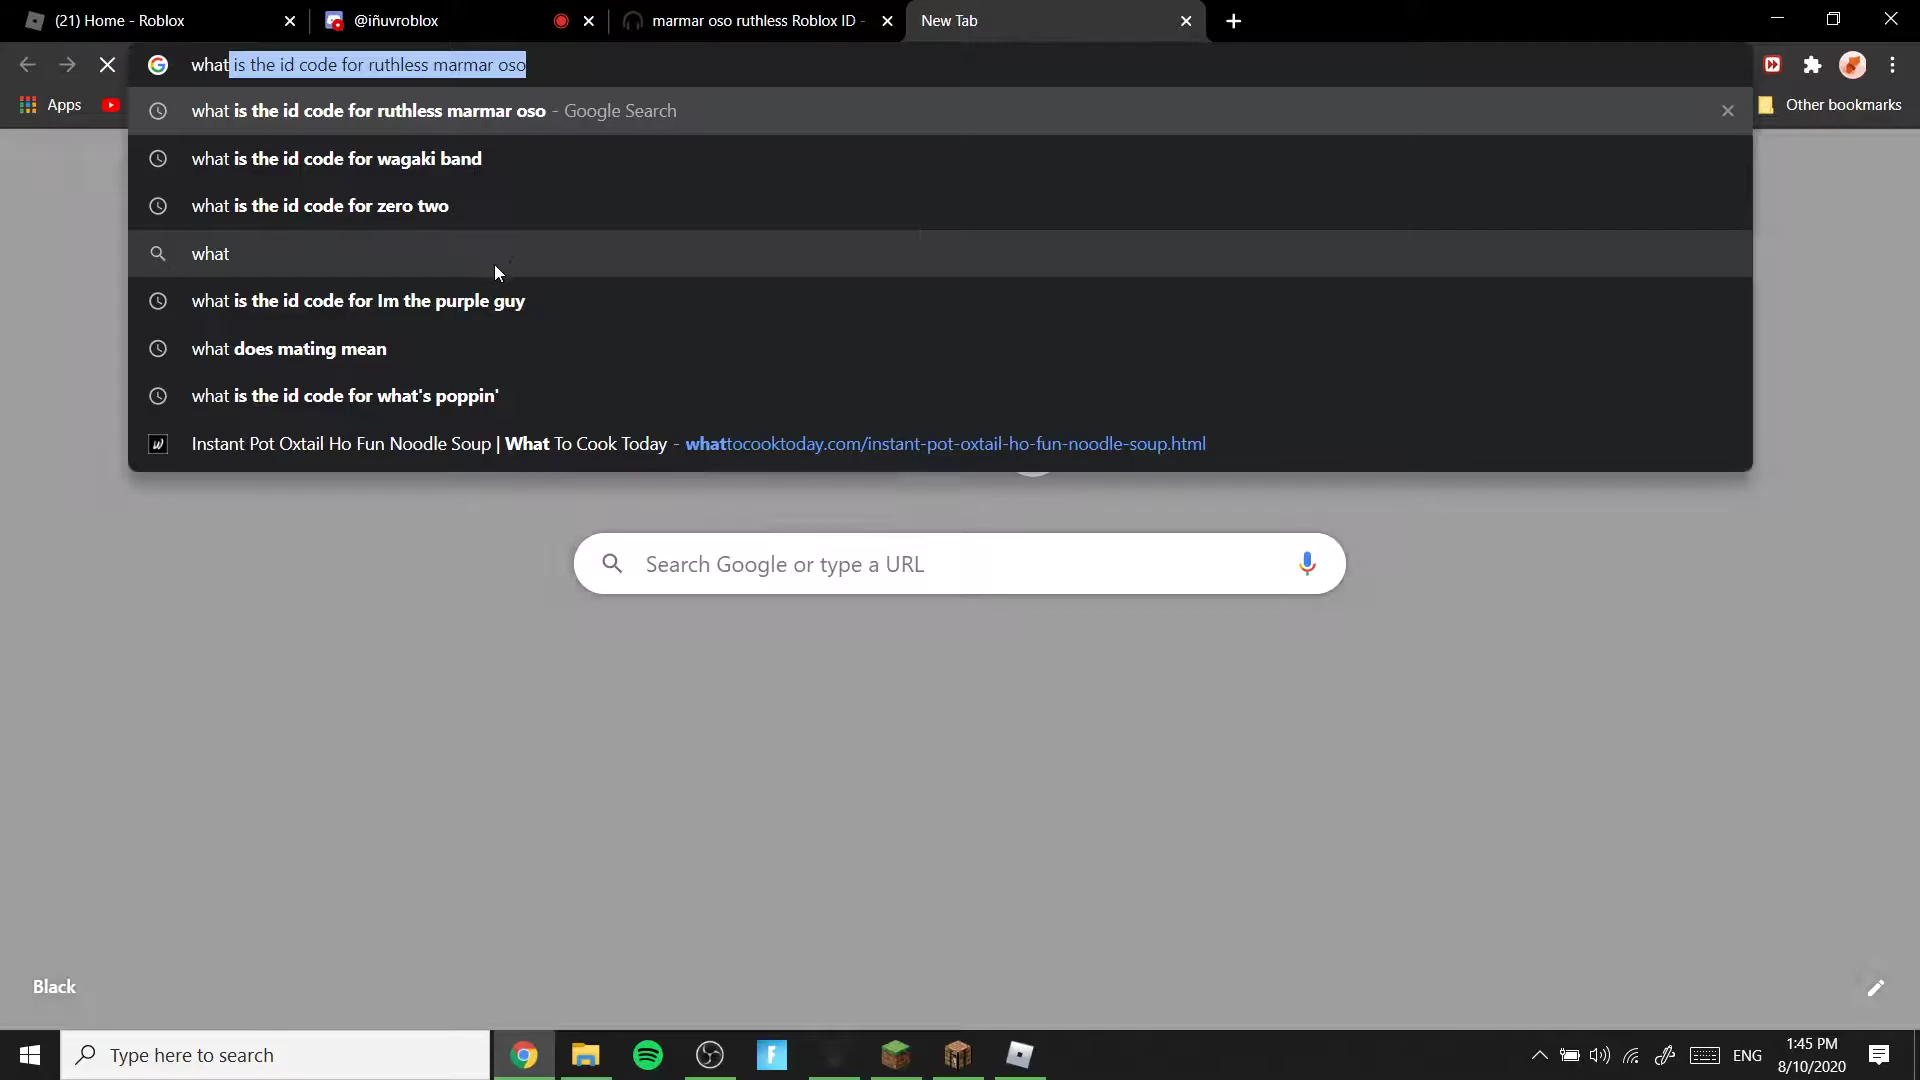 (21) Home - Roblox
@iñuvroblox
marmar oso ruthless Roblox ID -
New Tab
what is the id code for ruthless marmar oso
Apps
Other bookmarks
what is the id code for ruthless marmar oso - Google Search
what is the id code for wagaki band
what is the id code for zero two
what
what is the id code for Im the purple guy
what does mating mean
what is the id code for what's poppin'
Instant Pot Oxtail Ho Fun Noodle Soup | What To Cook Today - whattocooktoday.com/instant-pot-oxtail-ho-fun-noodle-soup.html
Search Google or type a URL
Black
Type here to search
ENG
1:45 PM
8/10/2020